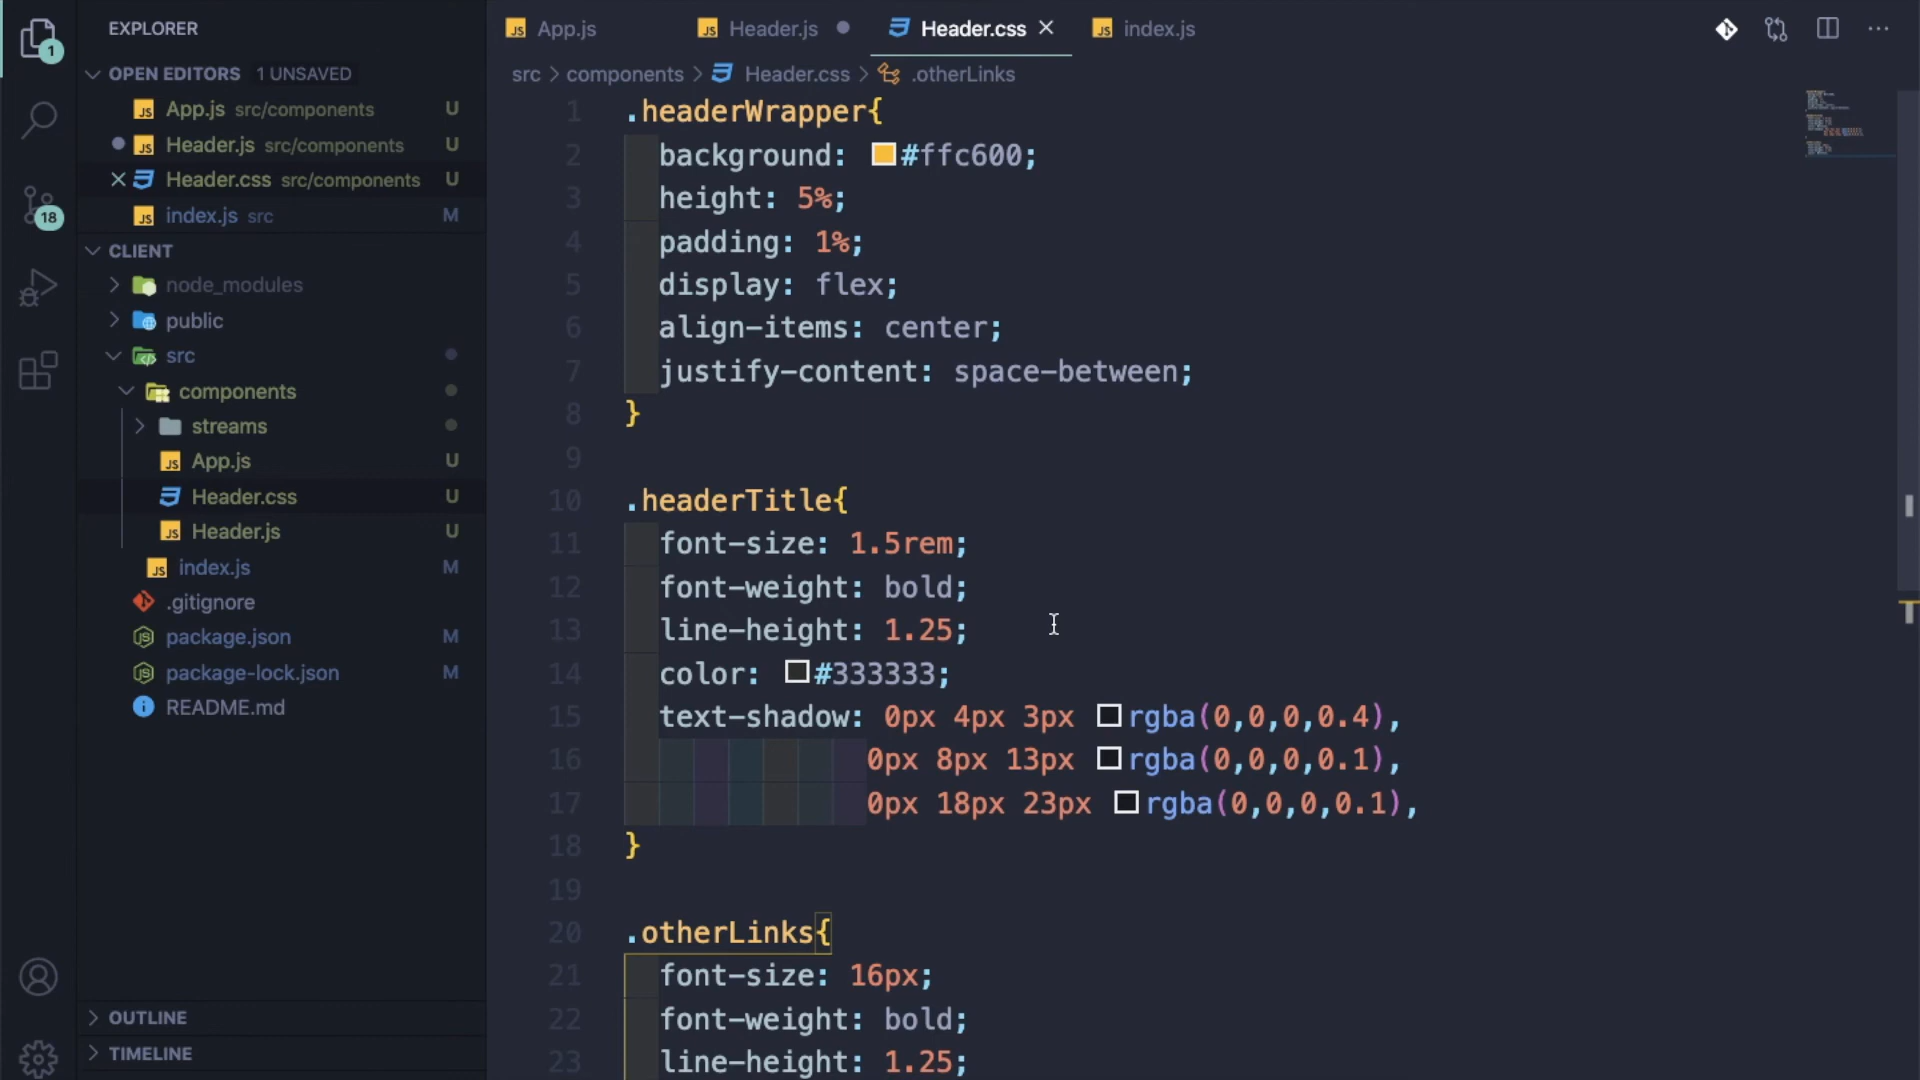 EXPLORER
OPEN EDITORS 1 UNSAVED
App.js src/components U
Header.js src/components U
Header.css src/components U
index.js src M
CLIENT
node_modules
public
src
components
streams
App.js U
Header.css U
Header.js U
index.js M
.gitignore
package.json M
package-lock.json M
README.md
OUTLINE
TIMELINE
1
18
App.js Header.js Header.css index.js
src > components > Header.css > .otherLinks
1 .headerWrapper{
2 background: #ffc600;
3 height: 5%;
4 padding: 1%;
5 display: flex;
6 align-items: center;
7 justify-content: space-between;
8 }
9
10 .headerTitle{
11 font-size: 1.5rem;
12 font-weight: bold;
13 line-height: 1.25;
14 color: #333333;
15 text-shadow: 0px 4px 3px rgba(0,0,0,0.4),
16 0px 8px 13px rgba(0,0,0,0.1),
17 0px 18px 23px rgba(0,0,0,0.1),
18 }
19
20 .otherLinks{
21 font-size: 16px;
22 font-weight: bold;
23 line-height: 1.25;